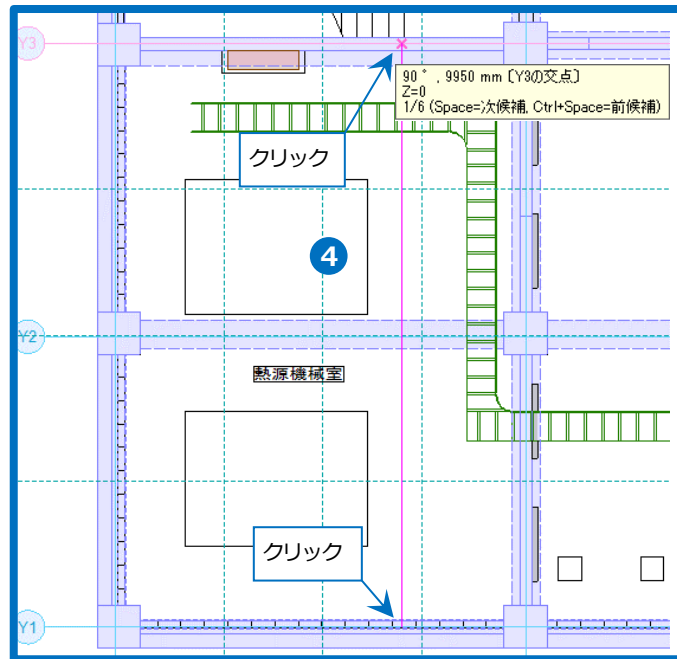 Y3
90 ﾟ , 9950 mm [Y3の交点]
Z=0
1/6 (Space=次候補, Ctrl+Space=前候補)
クリック
4
Y2
熱源機械室
クリック
Y1